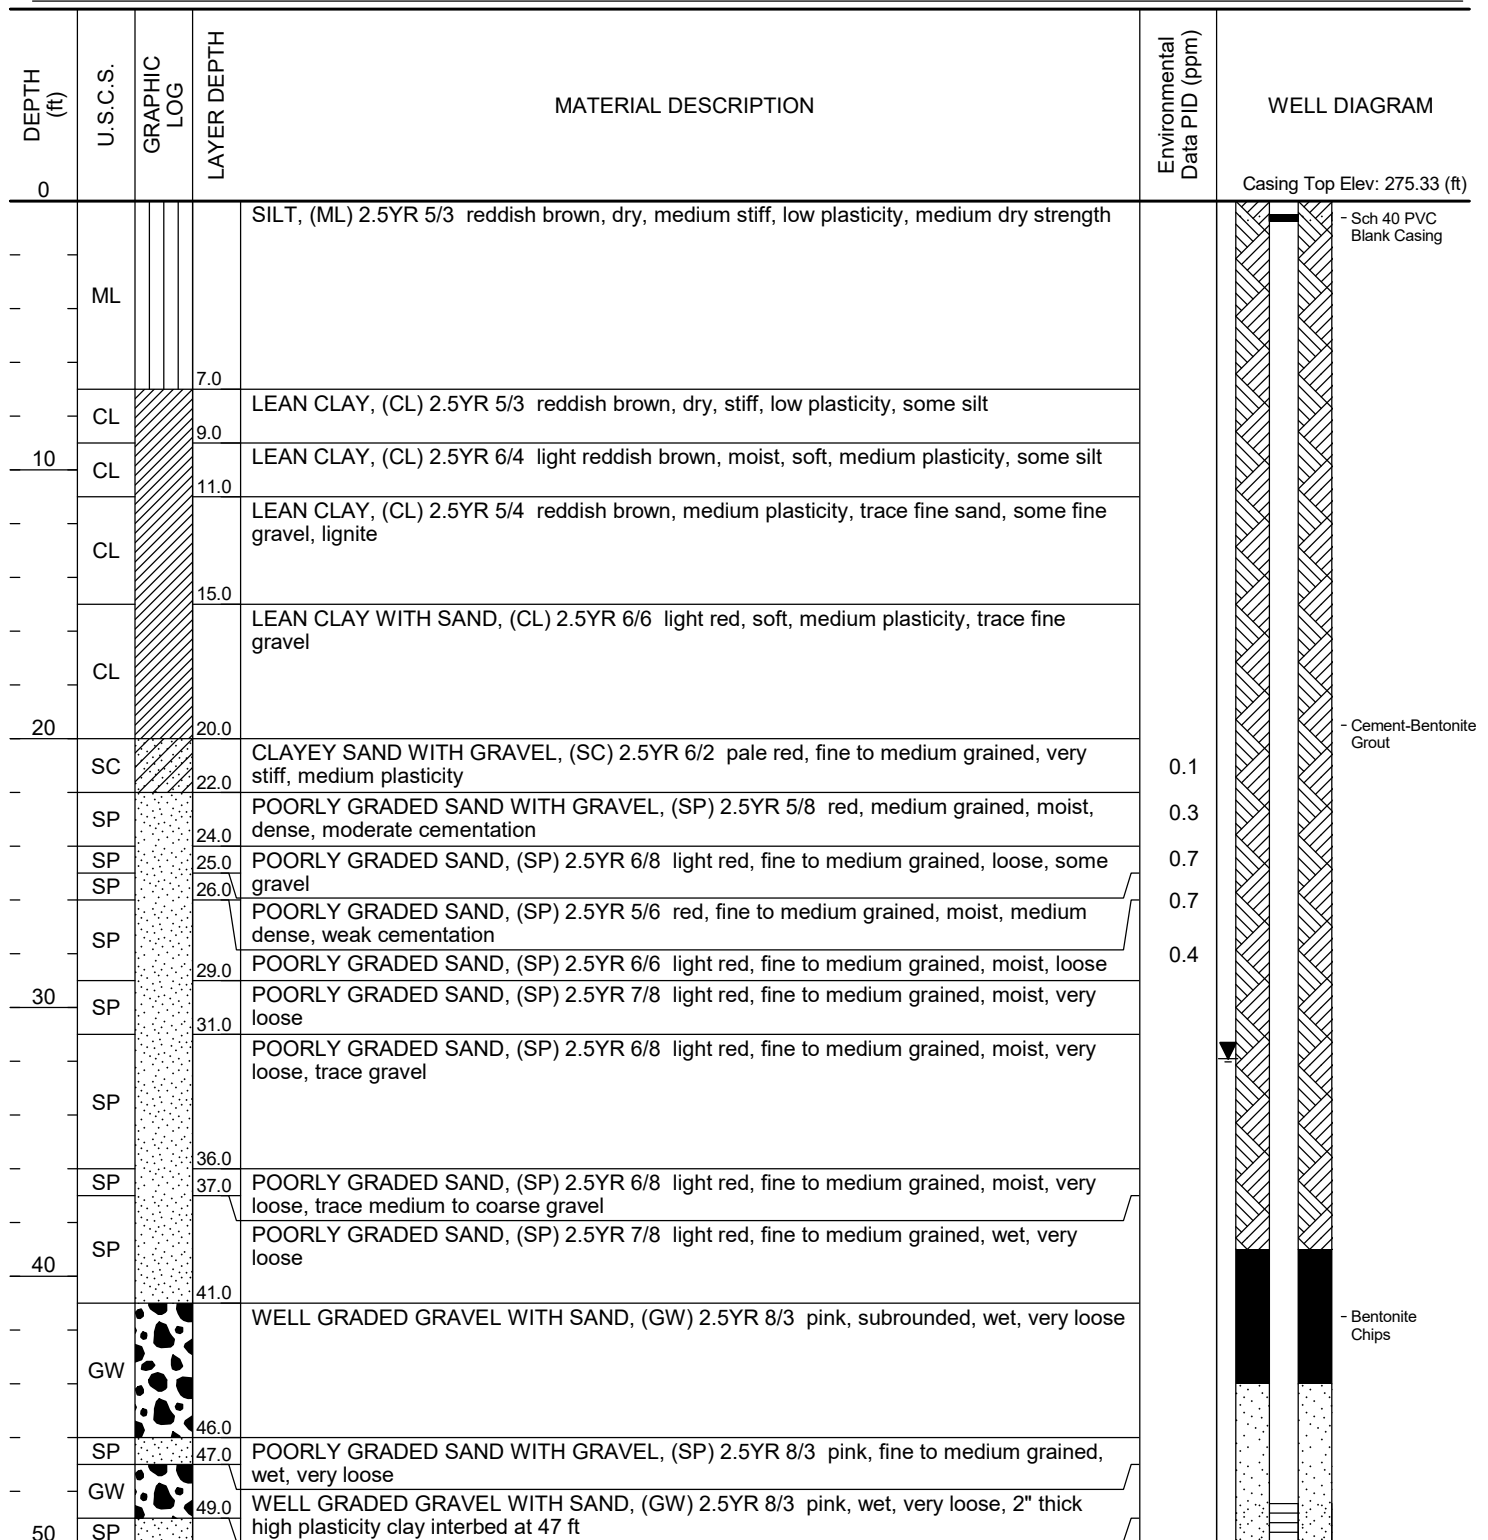 DEPTH
(ft)
U.S.C.S.
GRAPHIC
LOG
LAYER DEPTH
MATERIAL DESCRIPTION
Environmental
Data PID (ppm)
WELL DIAGRAM
Casing Top Elev: 275.33 (ft)
0
SILT, (ML) 2.5YR 5/3 reddish brown, dry, medium stiff, low plasticity, medium dry strength
Sch 40 PVC
Blank Casing
ML
7.0
CL
LEAN CLAY, (CL) 2.5YR 5/3 reddish brown, dry, stiff, low plasticity, some silt
9.0
10
CL
LEAN CLAY, (CL) 2.5YR 6/4 light reddish brown, moist, soft, medium plasticity, some silt
11.0
LEAN CLAY, (CL) 2.5YR 5/4 reddish brown, medium plasticity, trace fine sand, some fine
gravel, lignite
CL
15.0
LEAN CLAY WITH SAND, (CL) 2.5YR 6/6 light red, soft, medium plasticity, trace fine
gravel
CL
20
20.0
Cement-Bentonite
Grout
SC
CLAYEY SAND WITH GRAVEL, (SC) 2.5YR 6/2 pale red, fine to medium grained, very
stiff, medium plasticity
22.0
0.1
SP
POORLY GRADED SAND WITH GRAVEL, (SP) 2.5YR 5/8 red, medium grained, moist,
dense, moderate cementation
24.0
0.3
SP
25.0
POORLY GRADED SAND, (SP) 2.5YR 6/8 light red, fine to medium grained, loose, some
gravel
0.7
SP
26.0
POORLY GRADED SAND, (SP) 2.5YR 5/6 red, fine to medium grained, moist, medium
dense, weak cementation
0.7
SP
29.0
POORLY GRADED SAND, (SP) 2.5YR 6/6 light red, fine to medium grained, moist, loose
0.4
30
SP
POORLY GRADED SAND, (SP) 2.5YR 7/8 light red, fine to medium grained, moist, very
loose
31.0
POORLY GRADED SAND, (SP) 2.5YR 6/8 light red, fine to medium grained, moist, very
loose, trace gravel
SP
36.0
SP
37.0
POORLY GRADED SAND, (SP) 2.5YR 6/8 light red, fine to medium grained, moist, very
loose, trace medium to coarse gravel
SP
POORLY GRADED SAND, (SP) 2.5YR 7/8 light red, fine to medium grained, wet, very
loose
40
41.0
WELL GRADED GRAVEL WITH SAND, (GW) 2.5YR 8/3 pink, subrounded, wet, very loose
Bentonite
Chips
GW
46.0
SP
47.0
POORLY GRADED SAND WITH GRAVEL, (SP) 2.5YR 8/3 pink, fine to medium grained,
wet, very loose
GW
49.0
WELL GRADED GRAVEL WITH SAND, (GW) 2.5YR 8/3 pink, wet, very loose, 2" thick
high plasticity clay interbed at 47 ft
50
SP